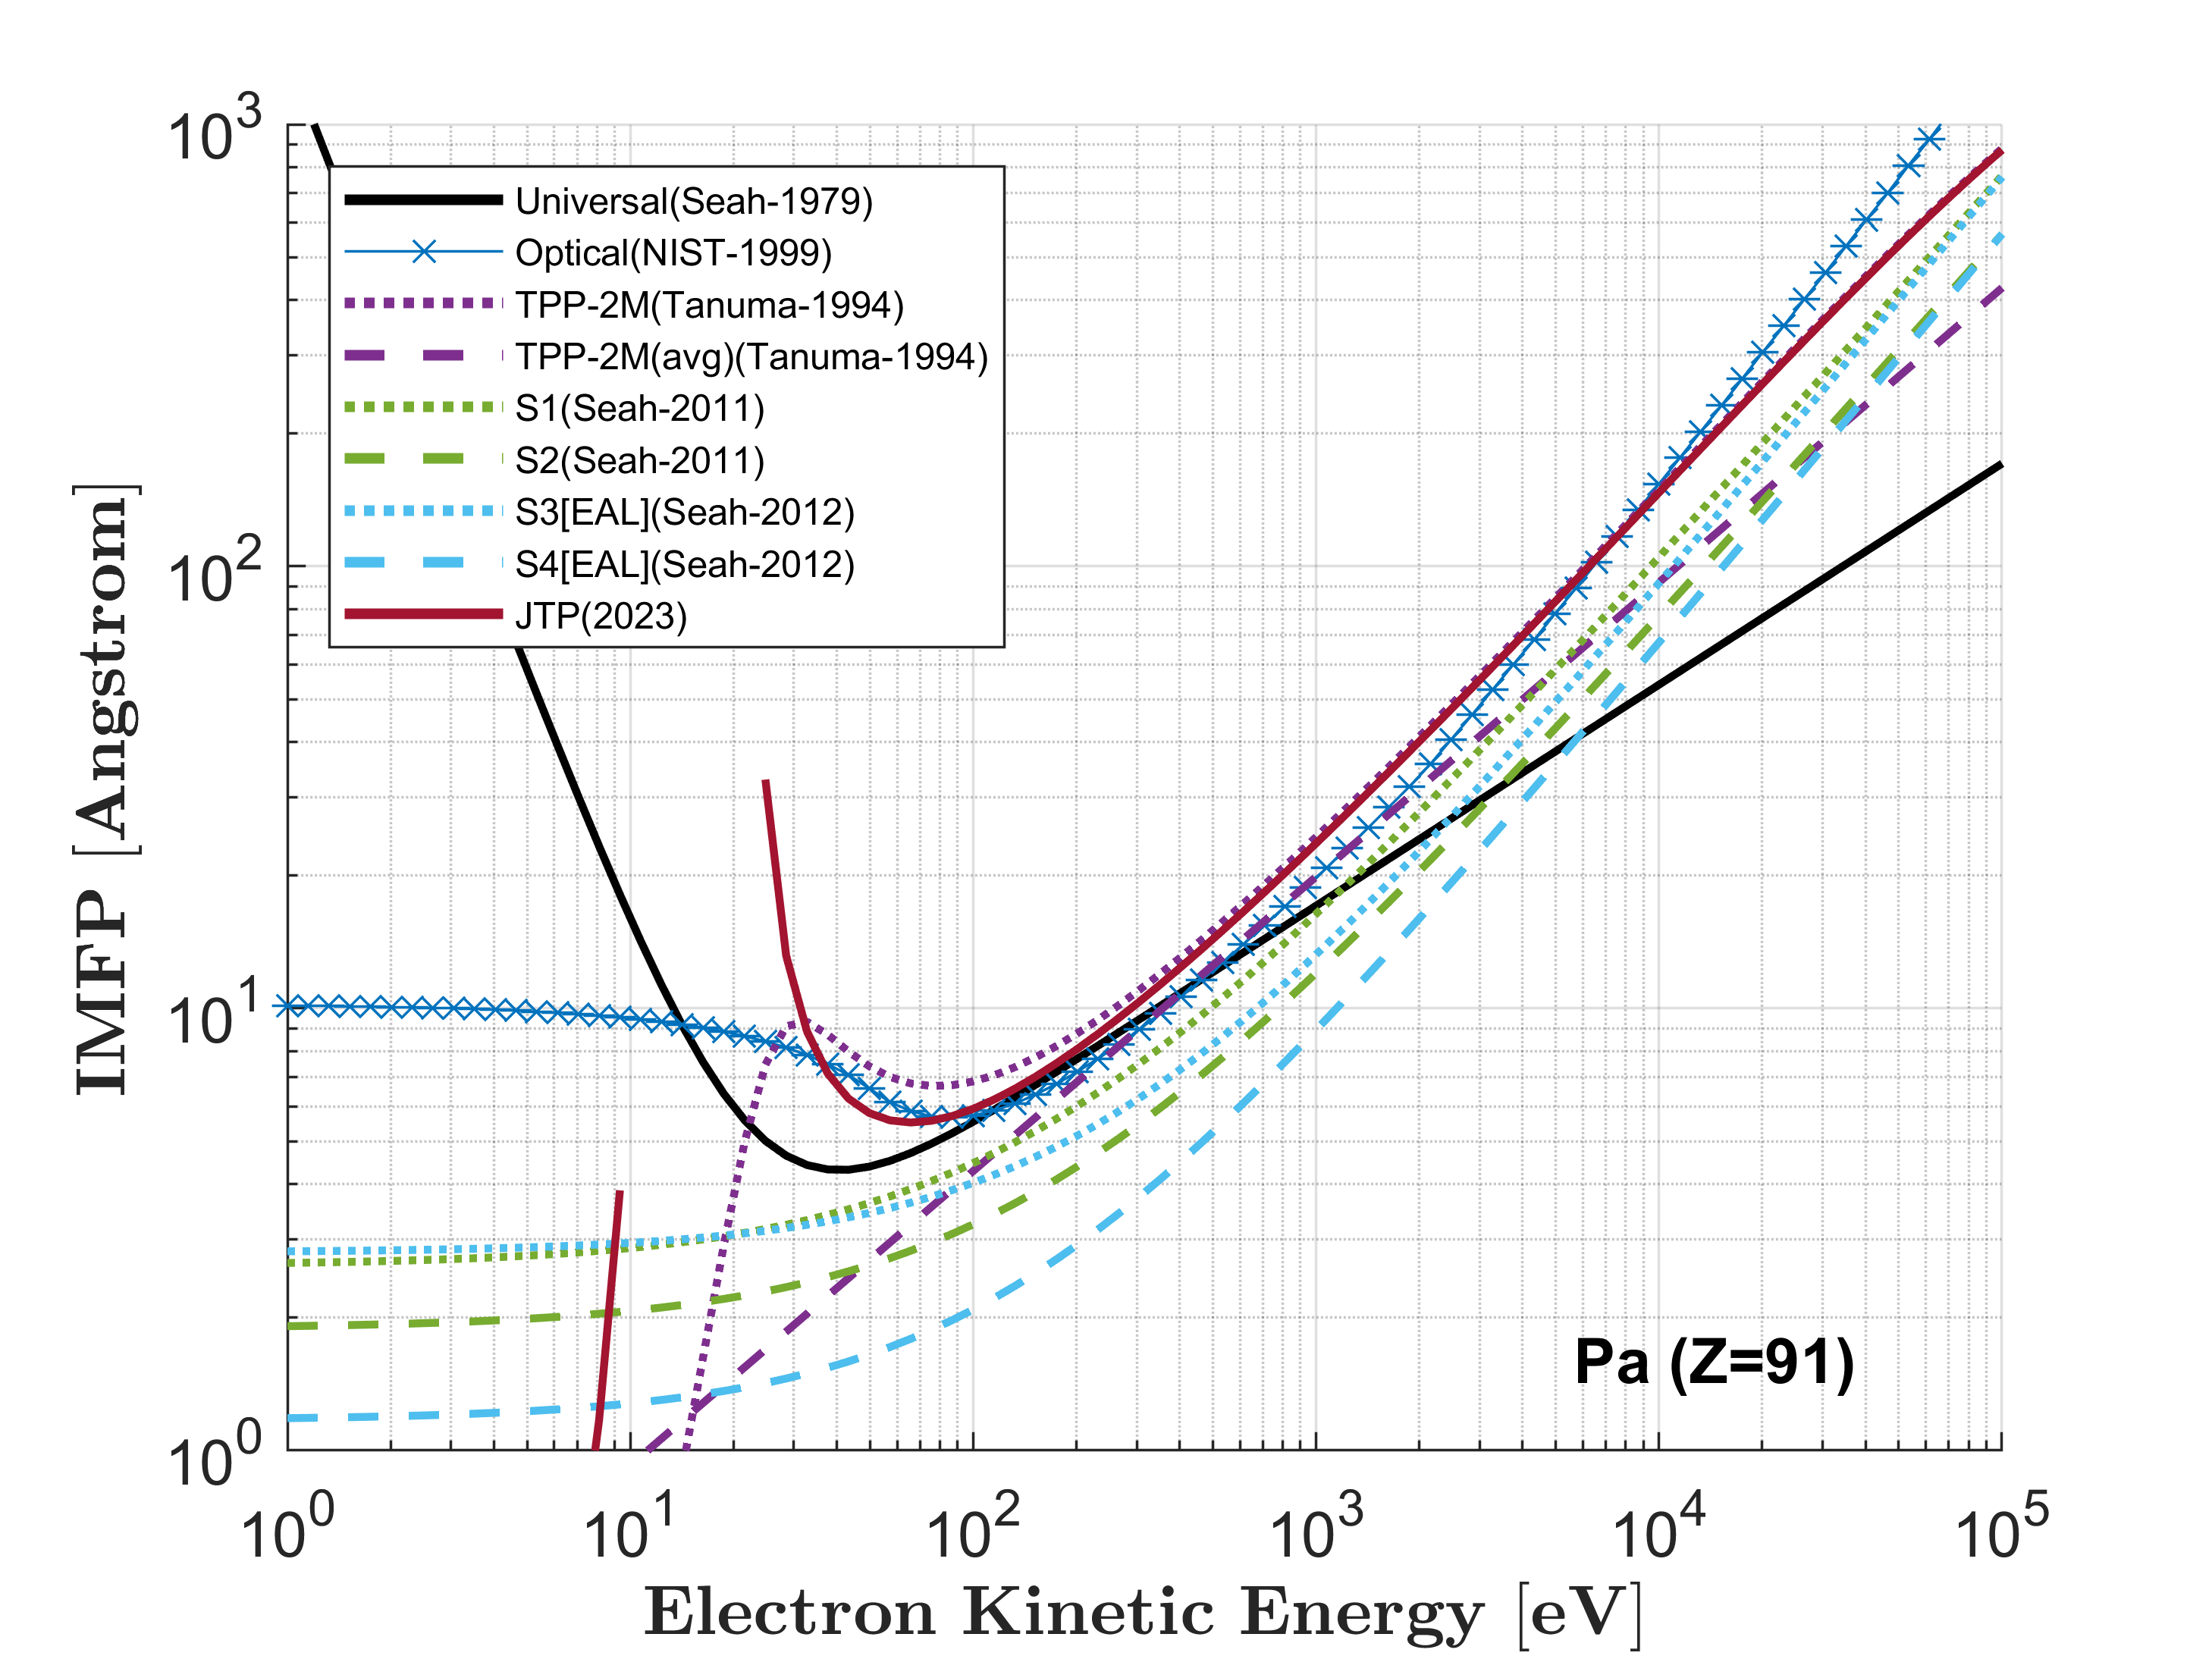 10^3
10^2
10^1
10^0
IMFP [Angstrom]
Universal(Seah-1979)
Optical(NIST-1999)
TPP-2M(Tanuma-1994)
TPP-2M(avg)(Tanuma-1994)
S1(Seah-2011)
S2(Seah-2011)
S3[EAL](Seah-2012)
S4[EAL](Seah-2012)
JTP(2023)
Pa (Z=91)
10^0 10^1 10^2 10^3 10^4 10^5
Electron Kinetic Energy [eV]